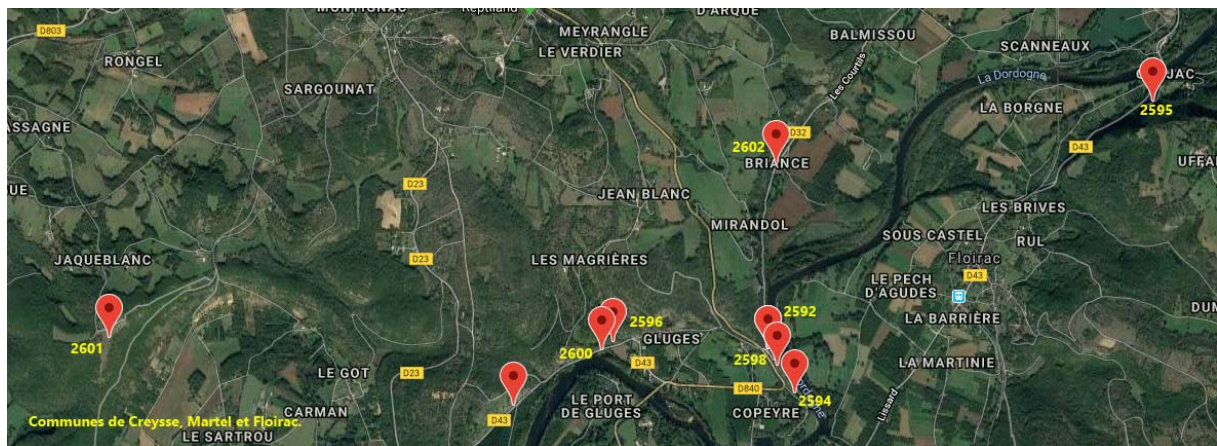 D803
MONTIGNAC
Reptiland
D'ARQUE
MEYRANGLE
BALMISSOU
LE VERDIER
SCANNEAUX
RONGEL
Les Courtils
La Dordogne
SARGOUNAT
LA BORGNE
2595
ASSAGNE
2602
D32
D43
BRIANCE
UFFA
D23
JEAN BLANC
LES BRIVES
MIRANDOL
SOUS CASTEL
RUL
Floirac
JAQUEBLANC
D23
LES MAGRIÈRES
D43
LE PECH
D'AGUDES
DUM
2592
LA BARRIÈRE
2596
2601
2600
GLUGES
2598
D43
LA MARTINIE
LE GOT
D23
D840
2594
LE PORT
DE GLUGES
COPEYRE
Lissard
CARMAN
D43
Communes de Creysse, Martel et Floirac.
LE SARTROU